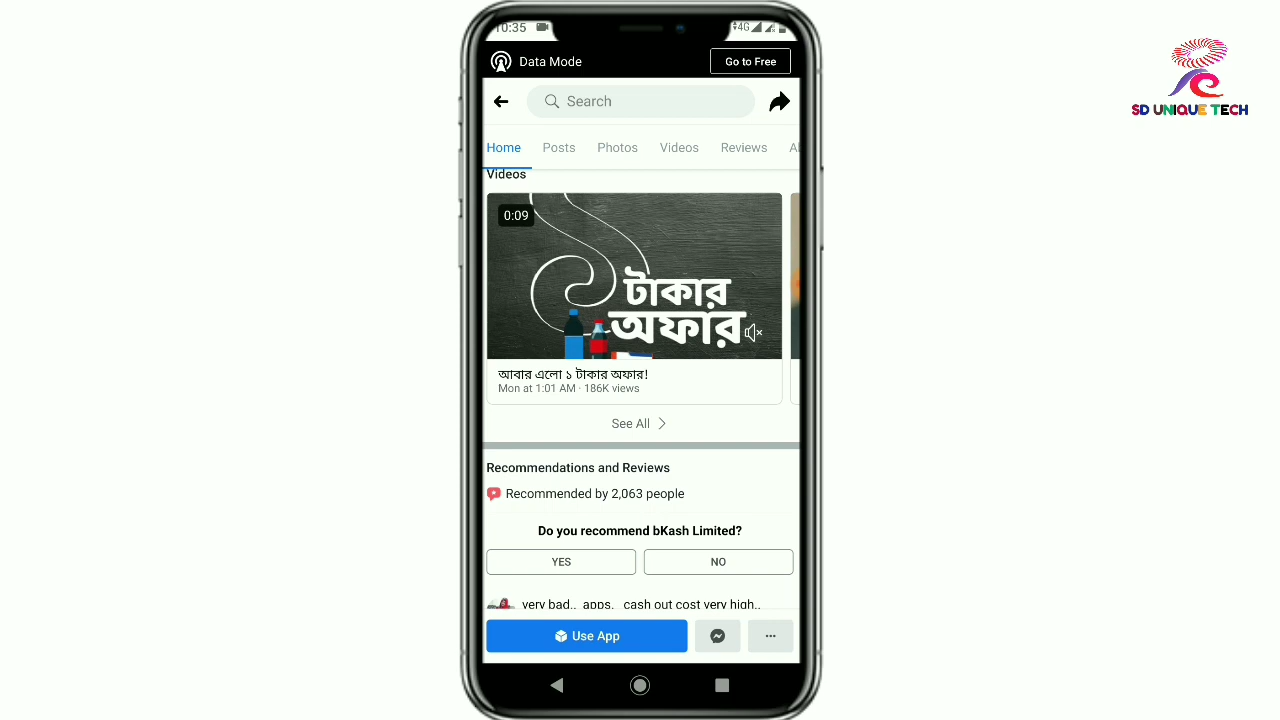 10:35
4G
Data Mode
Go to Free
SD UNIQUE TECH
Search
Home Posts Photos Videos Reviews
Videos
0:09
টাকার
অফার
আবার এলো ১ টাকার অফার!
Mon at 1:01 AM · 186K views
See All
Recommendations and Reviews
Recommended by 2,063 people
Do you recommend bKash Limited?
YES NO
very bad.. apps. cash out cost very high..
Use App